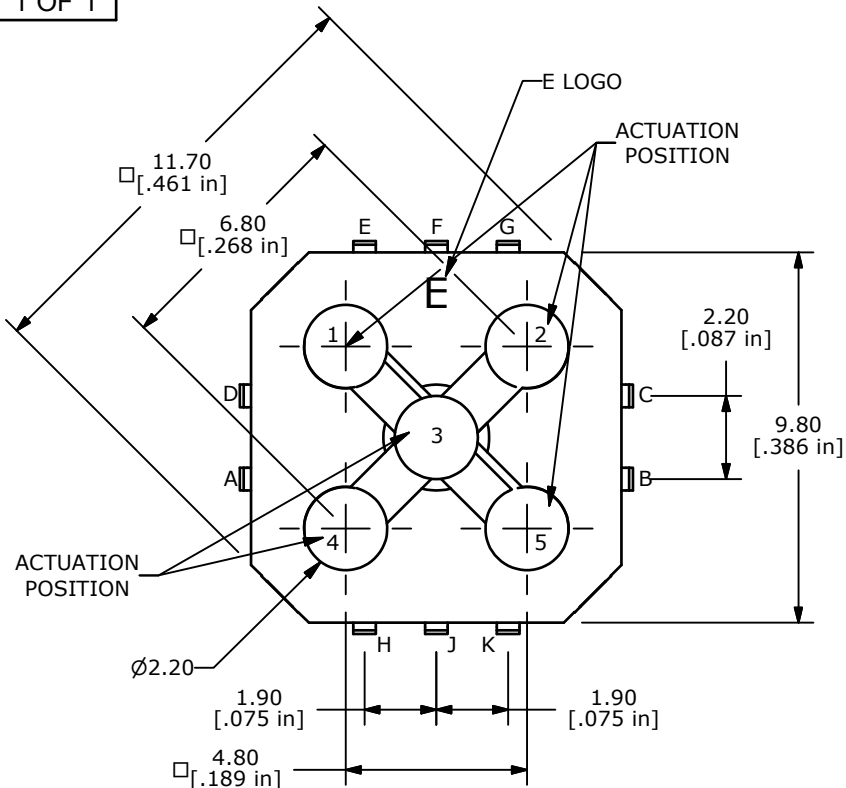 1 OF 1
E LOGO
ACTUATION
POSITION
□ 11.70
[.461 in]
□ 6.80
[.268 in]
E F G
E
1 2
2.20
[.087 in]
D C
3
9.80
[.386 in]
A B
4 5
ACTUATION
POSITION
H J K
Ø2.20
1.90
[.075 in]
1.90
[.075 in]
□ 4.80
[.189 in]